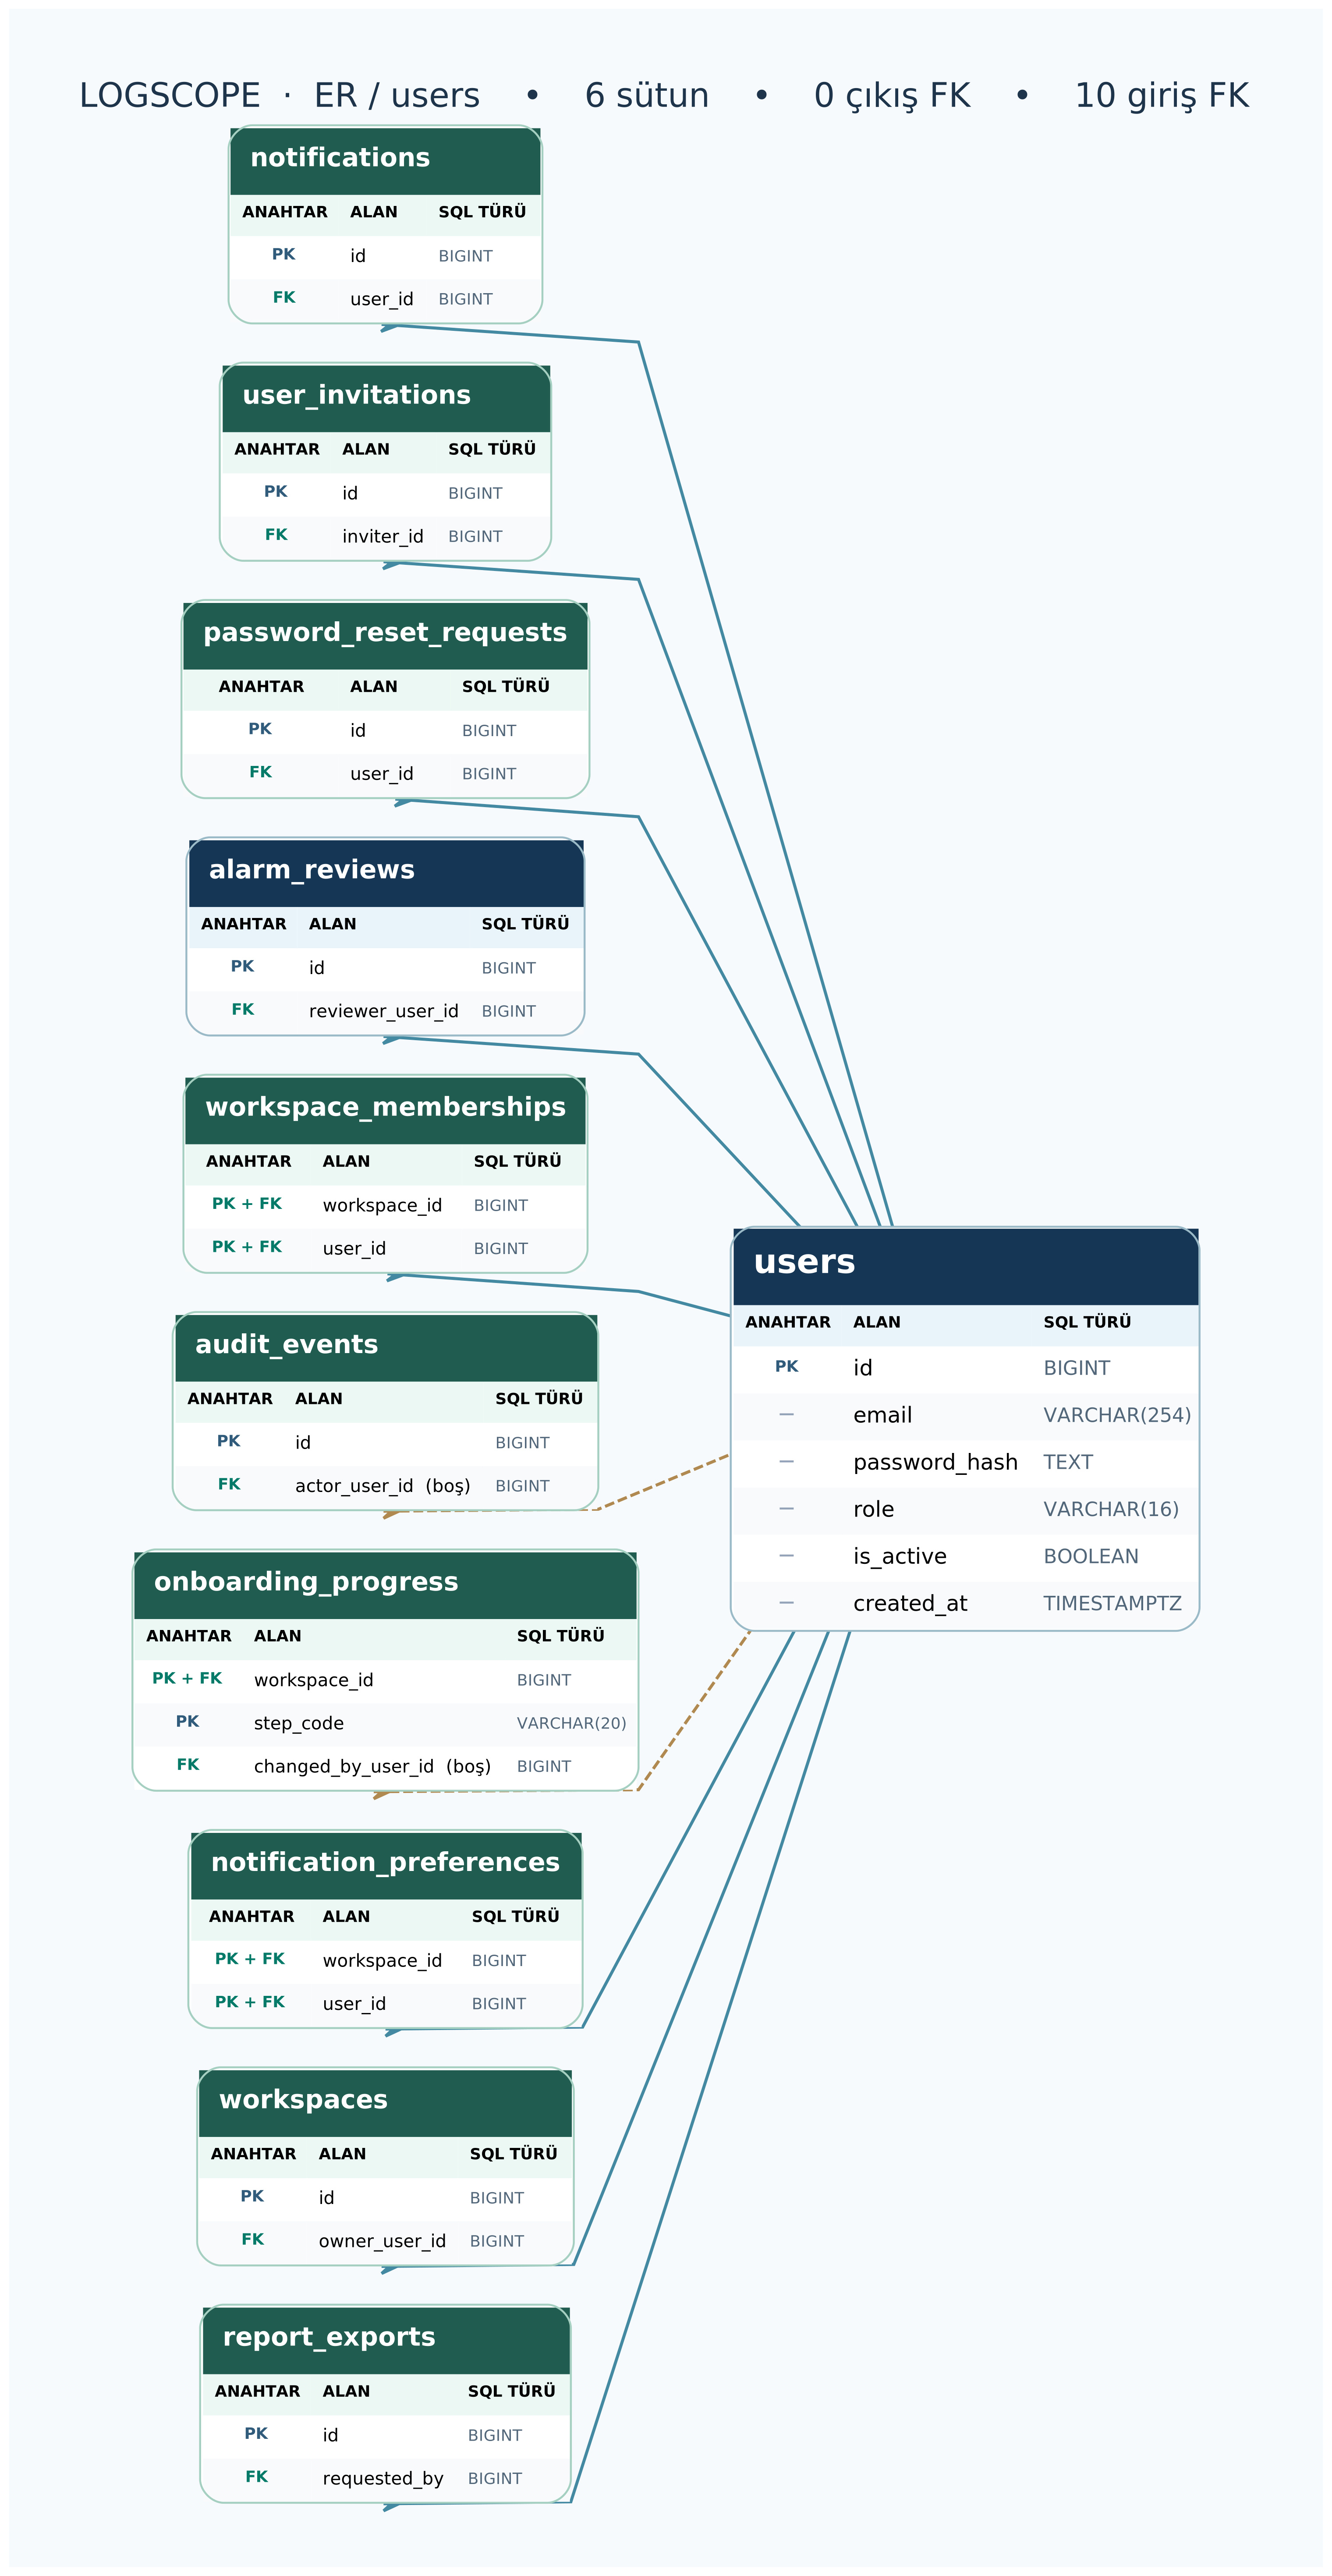 LOGSCOPE · ER / users • 6 sütun • 0 çıkış FK • 10 giriş FK
notifications
ANAHTAR ALAN SQL TÜRÜ
PK id BIGINT
FK user_id BIGINT
user_invitations
ANAHTAR ALAN SQL TÜRÜ
PK id BIGINT
FK inviter_id BIGINT
password_reset_requests
ANAHTAR ALAN SQL TÜRÜ
PK id BIGINT
FK user_id BIGINT
alarm_reviews
ANAHTAR ALAN SQL TÜRÜ
PK id BIGINT
FK reviewer_user_id BIGINT
workspace_memberships
ANAHTAR ALAN SQL TÜRÜ
PK + FK workspace_id BIGINT
PK + FK user_id BIGINT
audit_events
ANAHTAR ALAN SQL TÜRÜ
PK id BIGINT
FK actor_user_id (boş) BIGINT
onboarding_progress
ANAHTAR ALAN SQL TÜRÜ
PK + FK workspace_id BIGINT
PK step_code VARCHAR(20)
FK changed_by_user_id (boş) BIGINT
notification_preferences
ANAHTAR ALAN SQL TÜRÜ
PK + FK workspace_id BIGINT
PK + FK user_id BIGINT
workspaces
ANAHTAR ALAN SQL TÜRÜ
PK id BIGINT
FK owner_user_id BIGINT
report_exports
ANAHTAR ALAN SQL TÜRÜ
PK id BIGINT
FK requested_by BIGINT
users
ANAHTAR ALAN SQL TÜRÜ
PK id BIGINT
— email VARCHAR(254)
— password_hash TEXT
— role VARCHAR(16)
— is_active BOOLEAN
— created_at TIMESTAMPTZ